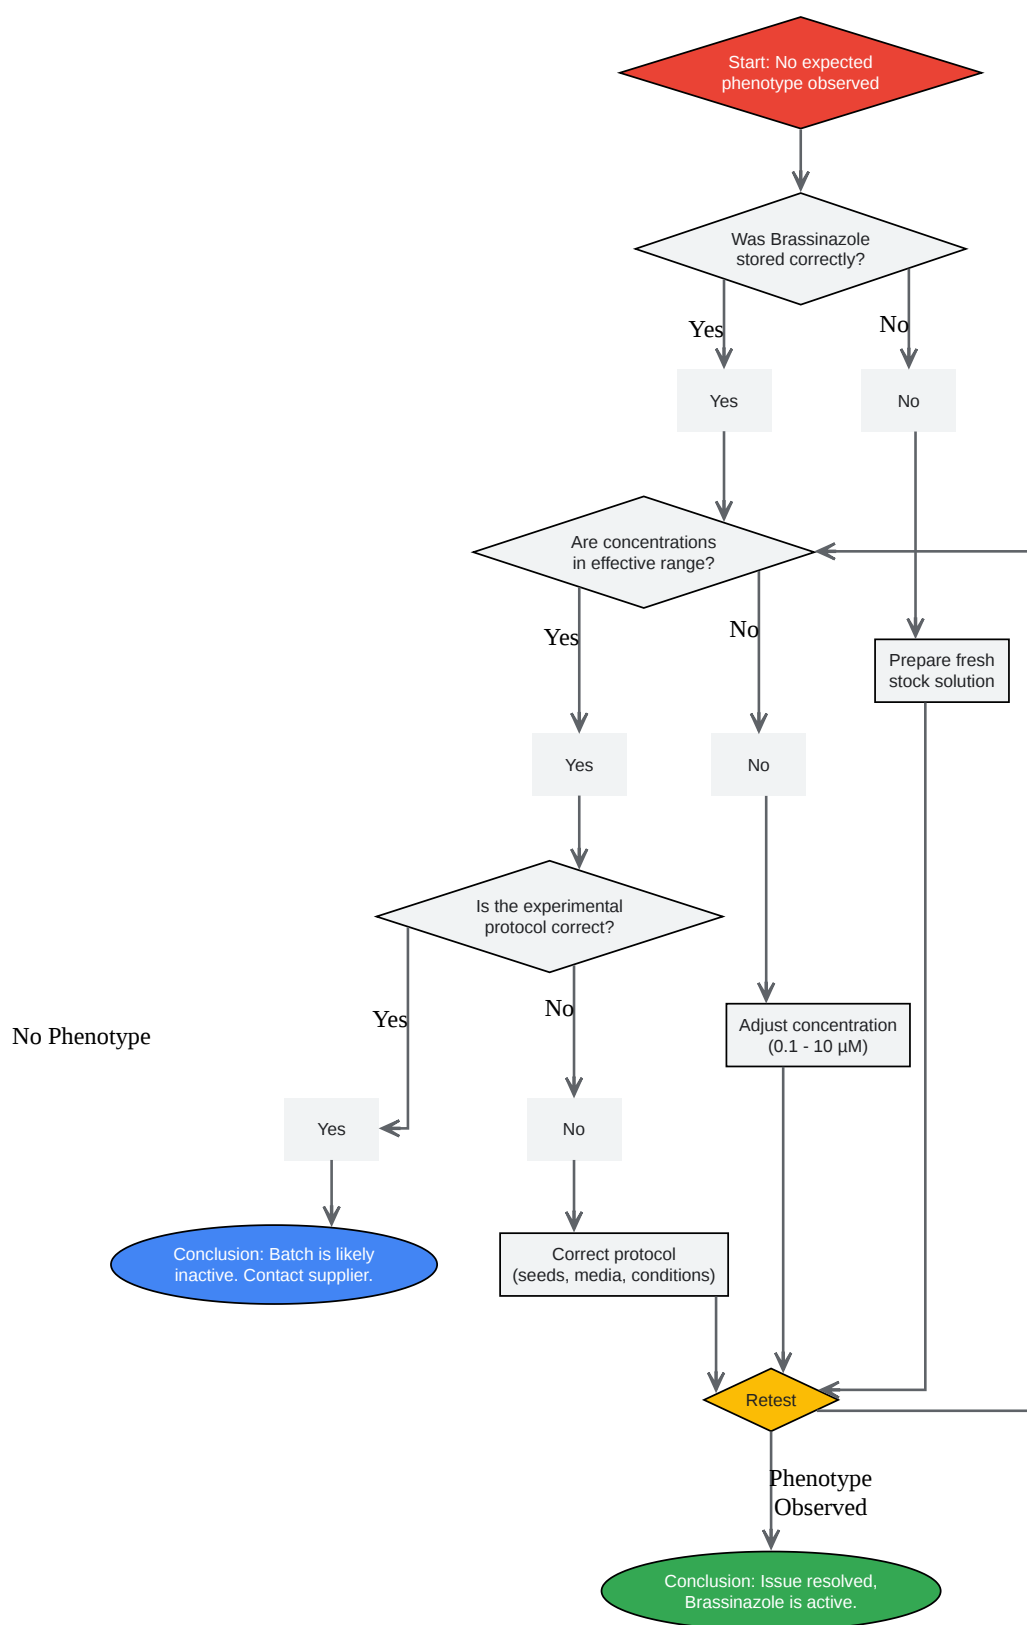 Start: No expected
phenotype observed
Was Brassinazole
stored correctly?
Yes
No
Yes
No
Are concentrations
in effective range?
Yes
No
Prepare fresh
stock solution
Yes
No
Is the experimental
protocol correct?
Yes
No
No Phenotype
Adjust concentration
(0.1 - 10 µM)
Yes
No
Conclusion: Batch is likely
inactive. Contact supplier.
Correct protocol
(seeds, media, conditions)
Retest
Phenotype
Observed
Conclusion: Issue resolved,
Brassinazole is active.